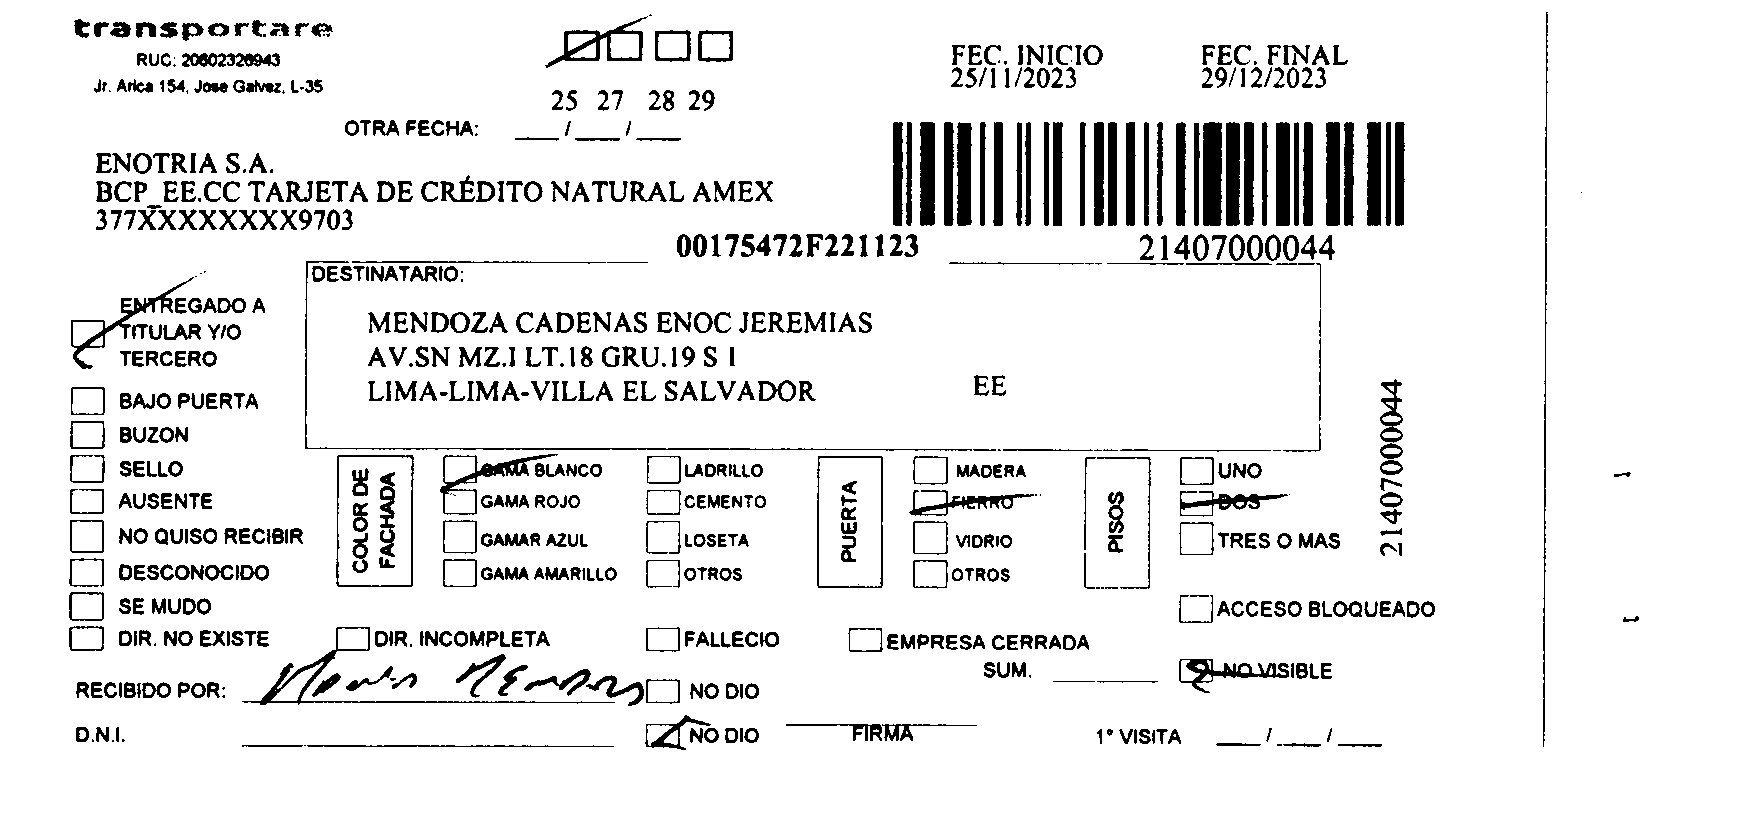 transportare
RUC: 20602326943
Jr. Arica 154, Jose Galvez, L-35
25 27 28 29
OTRA FECHA: ___/___/___
FEC. INICIO
25/11/2023
FEC. FINAL
29/12/2023
ENOTRIA S.A.
BCP_EE.CC TARJETA DE CRÉDITO NATURAL AMEX
377XXXXXXXX9703
00175472F221123
21407000044
DESTINATARIO:
MENDOZA CADENAS ENOC JEREMIAS
AV.SN MZ.I LT.18 GRU.19 S 1
LIMA-LIMA-VILLA EL SALVADOR EE
21407000044
ENTREGADO A
TITULAR Y/O
TERCERO
BAJO PUERTA
BUZON
SELLO
AUSENTE
NO QUISO RECIBIR
DESCONOCIDO
SE MUDO
DIR. NO EXISTE
COLOR DE
FACHADA
GAMA BLANCO
GAMA ROJO
GAMAR AZUL
GAMA AMARILLO
LADRILLO
CEMENTO
LOSETA
OTROS
PUERTA
MADERA
FIERRO
VIDRIO
OTROS
PISOS
UNO
DOS
TRES O MAS
ACCESO BLOQUEADO
DIR. INCOMPLETA
FALLECIO
EMPRESA CERRADA
SUM. ________
NO VISIBLE
RECIBIDO POR:
NO DIO
D.N.I.
NO DIO
FIRMA
1° VISITA ___/___/___